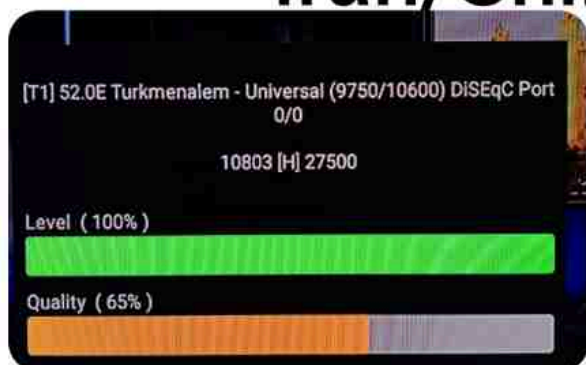 [T1] 52.0E Turkmenalem - Universal (9750/10600) DiSEqC Port
0/0
10803 [H] 27500
Level ( 100% )
Quality ( 65% )